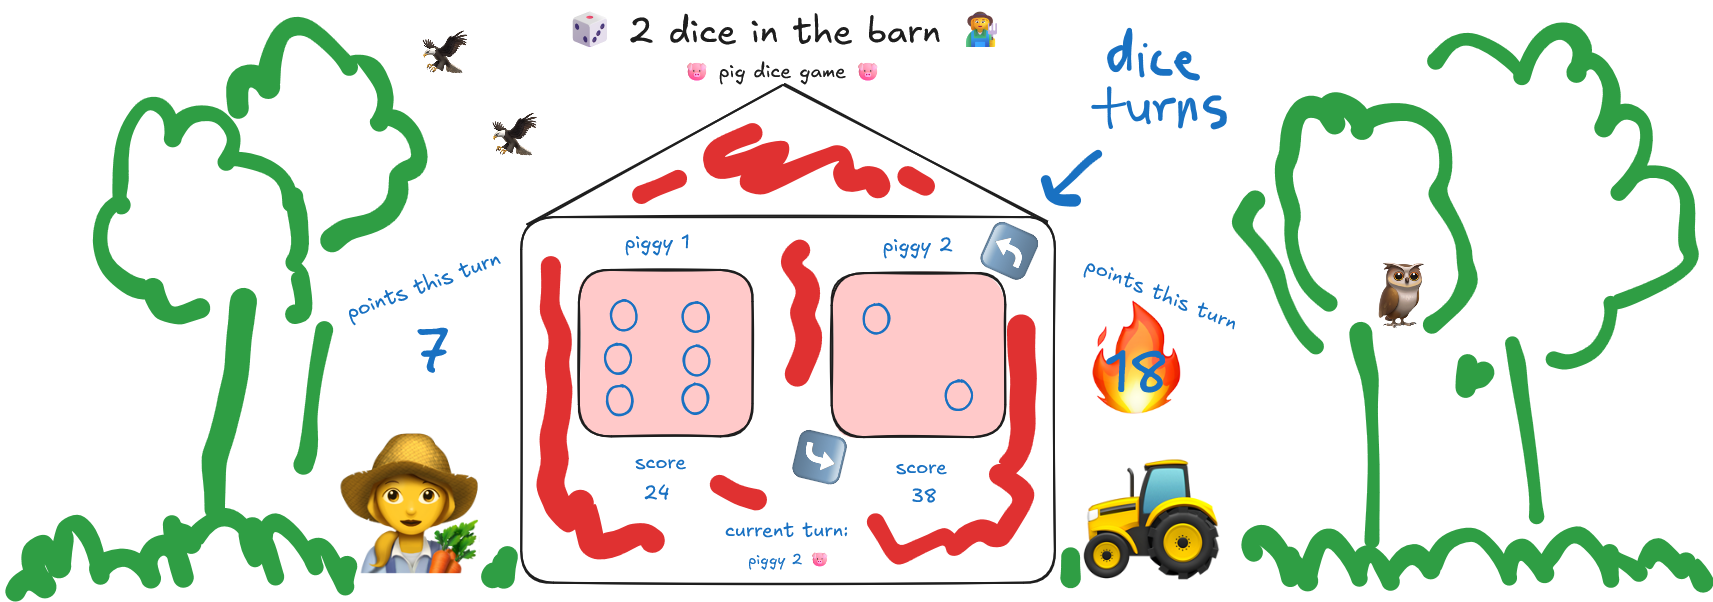 2 dice in the barn
pig dice game
dice
turns
piggy 1
piggy 2
points this turn
7
points this turn
18
score
24
score
38
current turn:
piggy 2